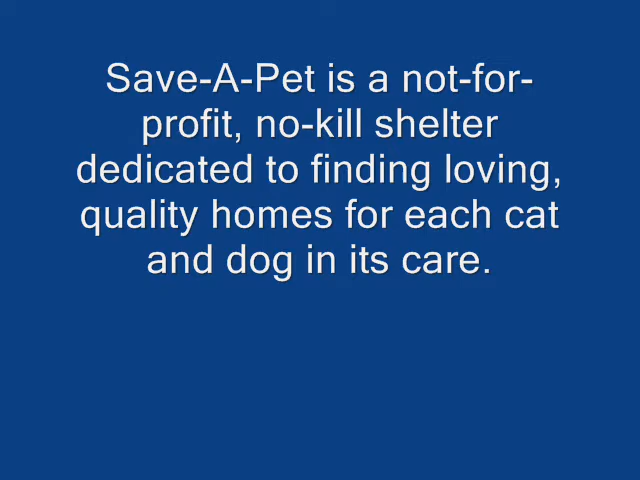 Save-A-Pet is a not-for-
profit, no-kill shelter
dedicated to finding loving,
quality homes for each cat
and dog in its care.